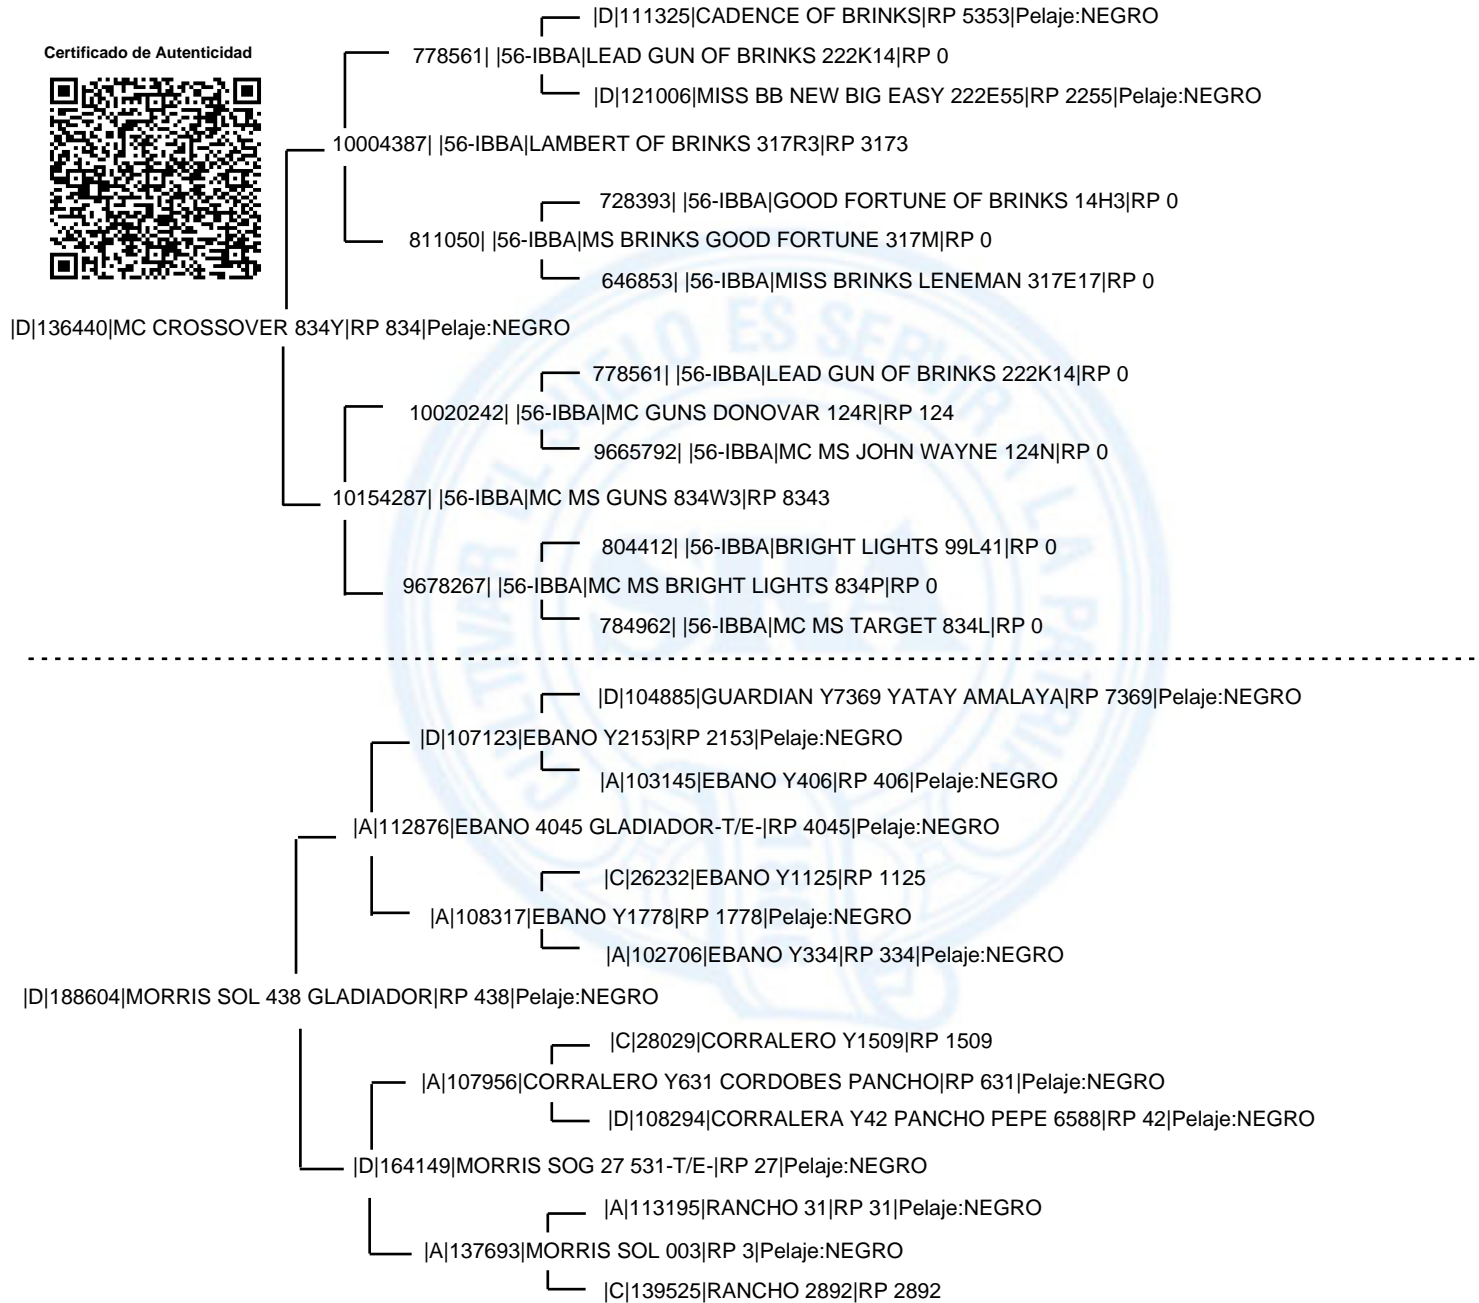 |D|111325|CADENCE OF BRINKS|RP 5353|Pelaje:NEGRO
Certificado de Autenticidad
778561| |56-IBBA|LEAD GUN OF BRINKS 222K14|RP 0
|D|121006|MISS BB NEW BIG EASY 222E55|RP 2255|Pelaje:NEGRO
10004387| |56-IBBA|LAMBERT OF BRINKS 317R3|RP 3173
728393| |56-IBBA|GOOD FORTUNE OF BRINKS 14H3|RP 0
811050| |56-IBBA|MS BRINKS GOOD FORTUNE 317M|RP 0
646853| |56-IBBA|MISS BRINKS LENEMAN 317E17|RP 0
|D|136440|MC CROSSOVER 834Y|RP 834|Pelaje:NEGRO
778561| |56-IBBA|LEAD GUN OF BRINKS 222K14|RP 0
10020242| |56-IBBA|MC GUNS DONOVAR 124R|RP 124
9665792| |56-IBBA|MC MS JOHN WAYNE 124N|RP 0
10154287| |56-IBBA|MC MS GUNS 834W3|RP 8343
804412| |56-IBBA|BRIGHT LIGHTS 99L41|RP 0
9678267| |56-IBBA|MC MS BRIGHT LIGHTS 834P|RP 0
784962| |56-IBBA|MC MS TARGET 834L|RP 0
|D|104885|GUARDIAN Y7369 YATAY AMALAYA|RP 7369|Pelaje:NEGRO
|D|107123|EBANO Y2153|RP 2153|Pelaje:NEGRO
|A|103145|EBANO Y406|RP 406|Pelaje:NEGRO
|A|112876|EBANO 4045 GLADIADOR-T/E-|RP 4045|Pelaje:NEGRO
|C|26232|EBANO Y1125|RP 1125
|A|108317|EBANO Y1778|RP 1778|Pelaje:NEGRO
|A|102706|EBANO Y334|RP 334|Pelaje:NEGRO
|D|188604|MORRIS SOL 438 GLADIADOR|RP 438|Pelaje:NEGRO
|C|28029|CORRALERO Y1509|RP 1509
|A|107956|CORRALERO Y631 CORDOBES PANCHO|RP 631|Pelaje:NEGRO
|D|108294|CORRALERA Y42 PANCHO PEPE 6588|RP 42|Pelaje:NEGRO
|D|164149|MORRIS SOG 27 531-T/E-|RP 27|Pelaje:NEGRO
|A|113195|RANCHO 31|RP 31|Pelaje:NEGRO
|A|137693|MORRIS SOL 003|RP 3|Pelaje:NEGRO
|C|139525|RANCHO 2892|RP 2892
CULTIVAR EL SUELO ES SERVIR A LA PATRIA
SRA
1866